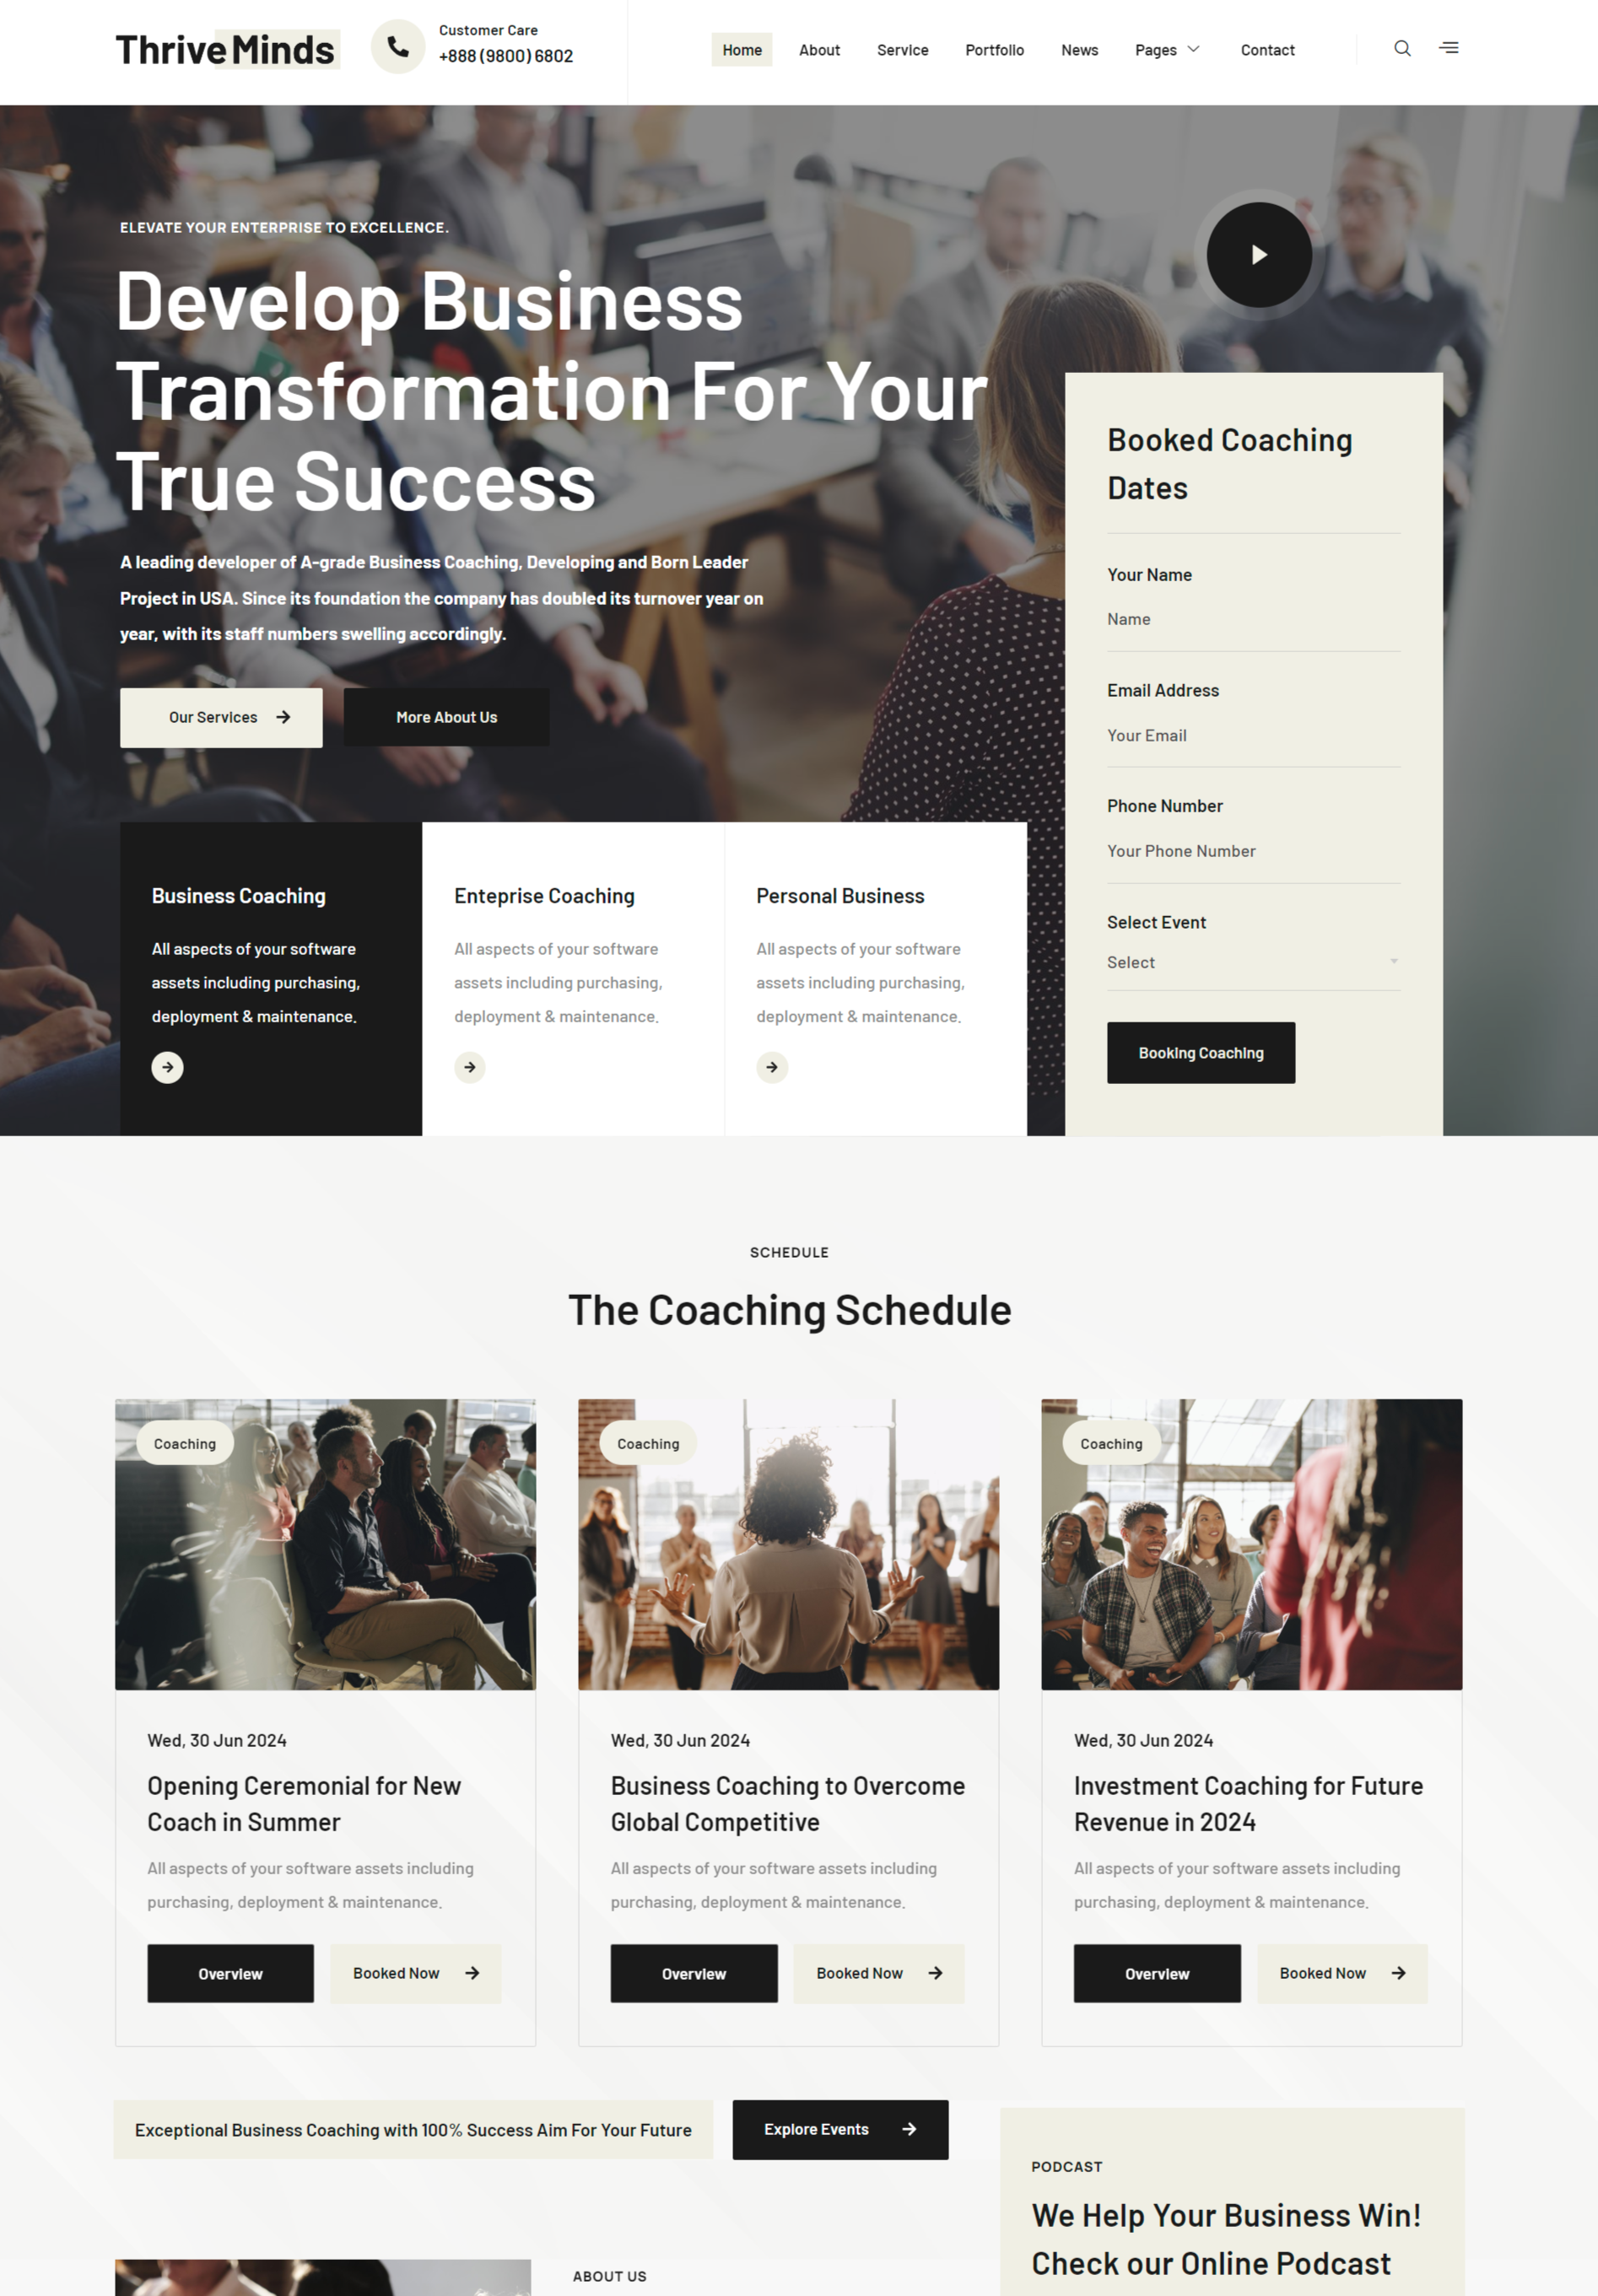 ThriveMinds
Customer Care
+888 (9800) 6802
Home
About
Service
Portfolio
News
Pages
Contact
ELEVATE YOUR ENTERPRISE TO EXCELLENCE.
Develop Business
Transformation For Your
True Success
A leading developer of A-grade Business Coaching, Developing and Born Leader
Project in USA. Since its foundation the company has doubled its turnover year on
year, with its staff numbers swelling accordingly.
Our Services
More About Us
Business Coaching
All aspects of your software
assets including purchasing,
deployment & maintenance.
Enteprise Coaching
All aspects of your software
assets including purchasing,
deployment & maintenance.
Personal Business
All aspects of your software
assets including purchasing,
deployment & maintenance.
Booked Coaching
Dates
Your Name
Name
Email Address
Your Email
Phone Number
Your Phone Number
Select Event
Select
Booking Coaching
SCHEDULE
The Coaching Schedule
Coaching
Wed, 30 Jun 2024
Opening Ceremonial for New
Coach in Summer
All aspects of your software assets including
purchasing, deployment & maintenance.
Overview
Booked Now
Coaching
Wed, 30 Jun 2024
Business Coaching to Overcome
Global Competitive
All aspects of your software assets including
purchasing, deployment & maintenance.
Overview
Booked Now
Coaching
Wed, 30 Jun 2024
Investment Coaching for Future
Revenue in 2024
All aspects of your software assets including
purchasing, deployment & maintenance.
Overview
Booked Now
Exceptional Business Coaching with 100% Success Aim For Your Future
Explore Events
PODCAST
We Help Your Business Win!
Check our Online Podcast
ABOUT US